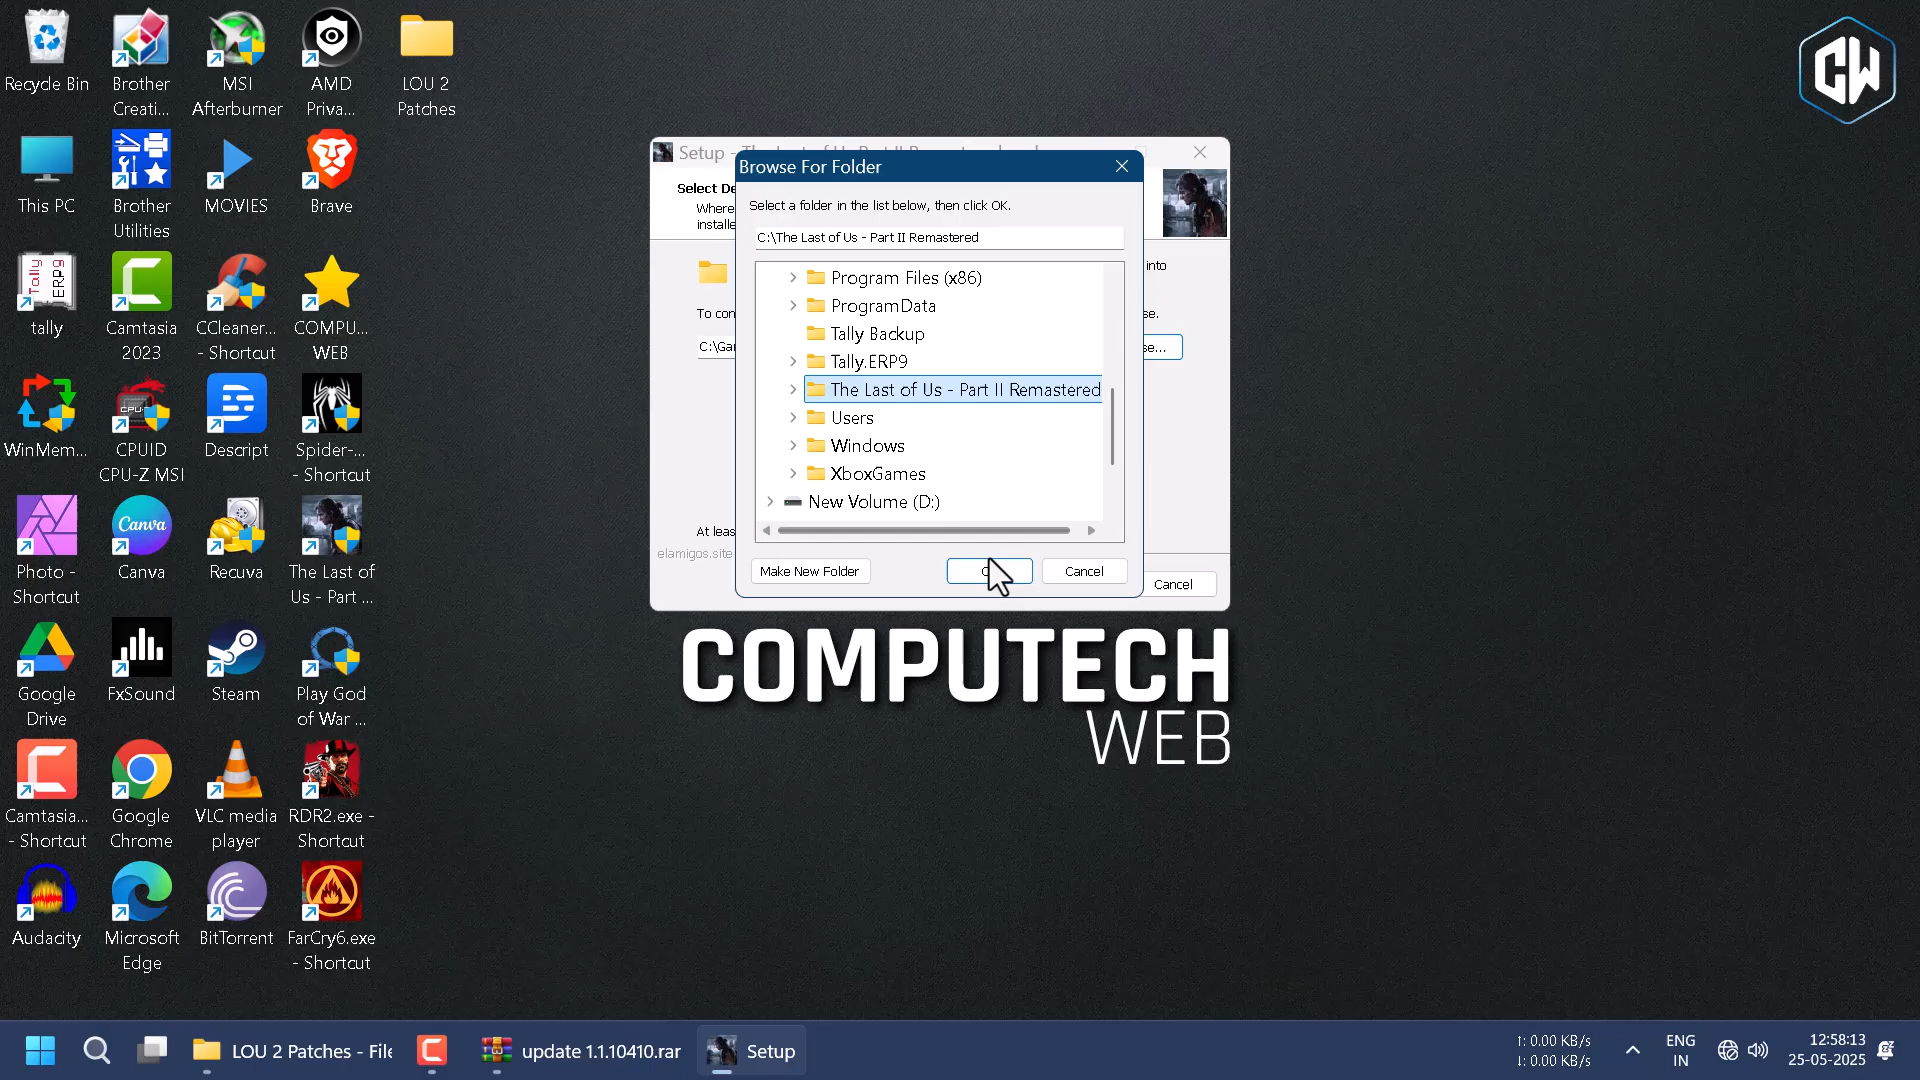 Recycle Bin
Brother
Creati...
MSI
Afterburner
AMD
Priva...
LOU 2
Patches
CW
This PC
Brother
Utilities
MOVIES
Brave
Tally
ERP9
tally
Camtasia
2023
CCleaner...
- Shortcut
COMPU...
WEB
WinMem...
CPUID
CPU-Z MSI
Descript
Spider-...
- Shortcut
Photo -
Shortcut
Canva
Canva
Recuva
The Last of
Us - Part ...
Google
Drive
FxSound
Steam
Play God
of War ...
Camtasia...
- Shortcut
Google
Chrome
VLC media
player
RDR2.exe -
Shortcut
Audacity
Microsoft
Edge
BitTorrent
FarCry6.exe
- Shortcut
Setup -
Select De
Where
installe
into
To con
se.
C:\Gar
se...
At leas
elamigos.site
Cancel
Browse For Folder
Select a folder in the list below, then click OK.
C:\The Last of Us - Part II Remastered
Program Files (x86)
ProgramData
Tally Backup
Tally.ERP9
The Last of Us - Part II Remastered
Users
Windows
XboxGames
New Volume (D:)
Make New Folder
Cancel
COMPUTECH
WEB
LOU 2 Patches - File
update 1.1.10410.rar
Setup
↑: 0.00 KB/s
↓: 0.00 KB/s
ENG
IN
12:58:13
25-05-2025